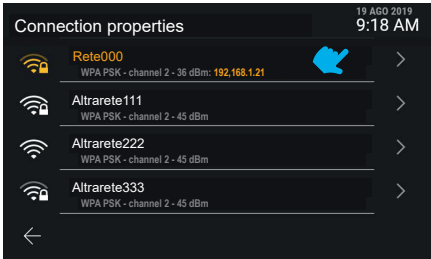 19 AGO 2019
Connection properties
9:18 AM
Rete000
WPA PSK - channel 2 - 36 dBm: 192,168.1.21
Altrarete111
WPA PSK - channel 2 - 45 dBm
Altrarete222
WPA PSK - channel 2 - 45 dBm
Altrarete333
WPA PSK - channel 2 - 45 dBm